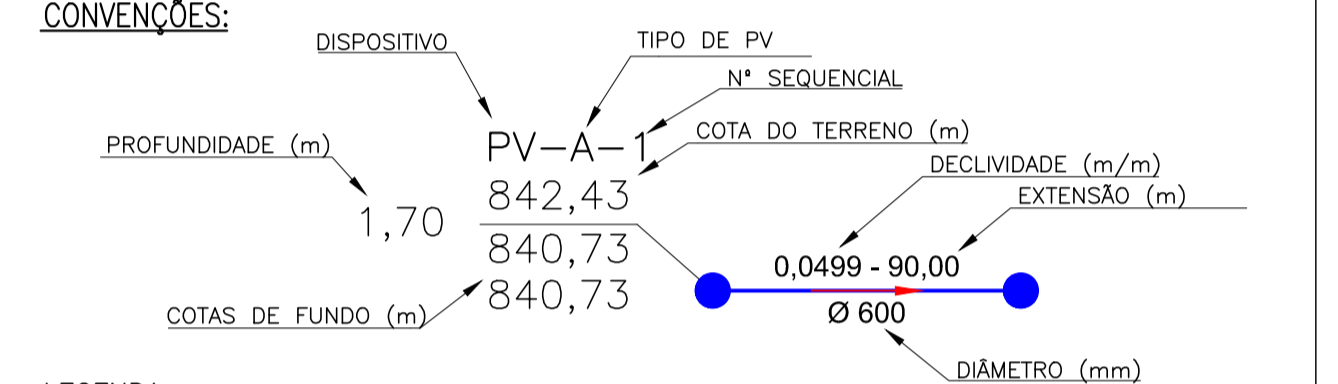 CONVENÇÕES:
DISPOSITIVO
TIPO DE PV
Nº SEQUENCIAL
PROFUNDIDADE (m)
PV-A-1
COTA DO TERRENO (m)
DECLIVIDADE (m/m)
842,43
EXTENSÃO (m)
1,70
840,73
0,0499 - 90,00
840,73
COTAS DE FUNDO (m)
Ø 600
DIÂMETRO (mm)